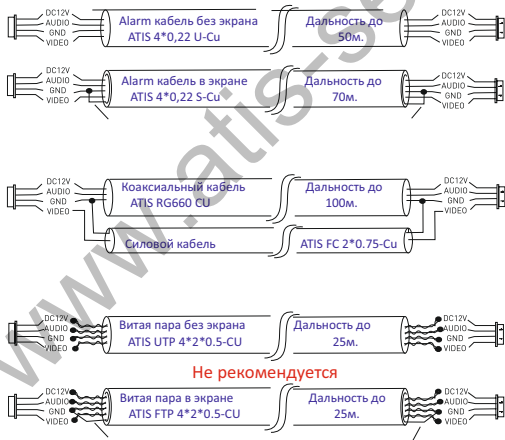 DC12V DC12V
AUDIO Alarm кабель без экрана Дальность до AUDIO
GND ATIS 4*0,22 U-Cu 50м. GND
VIDEO VIDEO
DC12V DC12V
AUDIO Alarm кабель в экране Дальность до AUDIO
GND ATIS 4*0,22 S-Cu 70м. GND
VIDEO VIDEO
DC12V DC12V
AUDIO Коаксиальный кабель Дальность до AUDIO
GND ATIS RG660 CU 100м. GND
VIDEO VIDEO
Силовой кабель ATIS FC 2*0.75-Cu
DC12V DC12V
AUDIO Витая пара без экрана Дальность до AUDIO
GND ATIS UTP 4*2*0.5-CU 25м. GND
VIDEO VIDEO
Не рекомендуется
DC12V DC12V
AUDIO Витая пара в экране Дальность до AUDIO
GND ATIS FTP 4*2*0.5-CU 25м. GND
VIDEO VIDEO
www.atis-se